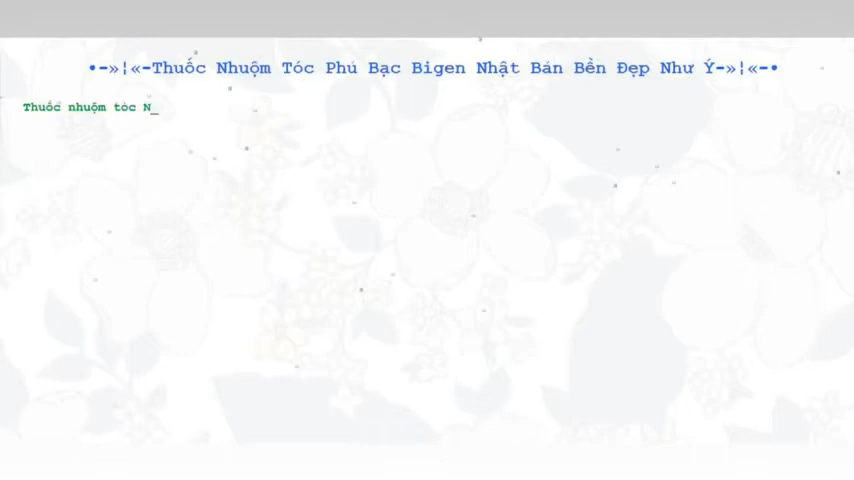 •-»¦«-Thuốc Nhuộm Tóc Phủ Bạc Bigen Nhật Bản Bền Đẹp Như Ý-»¦«-•
Thuốc nhuộm tóc N_